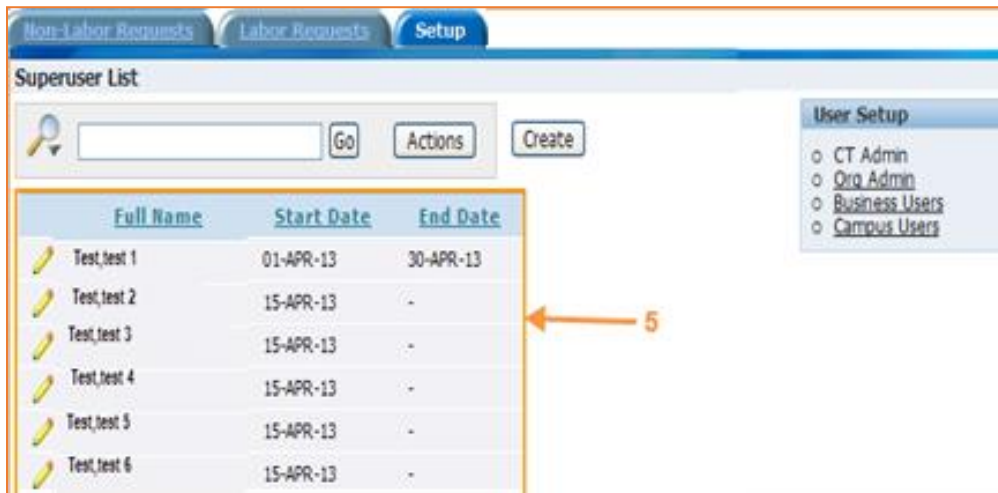 Non-Labor Requests Labor Requests Setup
Superuser List
Go Actions Create
User Setup
CT Admin
Org Admin
Business Users
Campus Users
Full Name Start Date End Date
Test,test 1 01-APR-13 30-APR-13
Test,test 2 15-APR-13 -
Test,test 3 15-APR-13 -
Test,test 4 15-APR-13 -
Test,test 5 15-APR-13 -
Test,test 6 15-APR-13 -
5